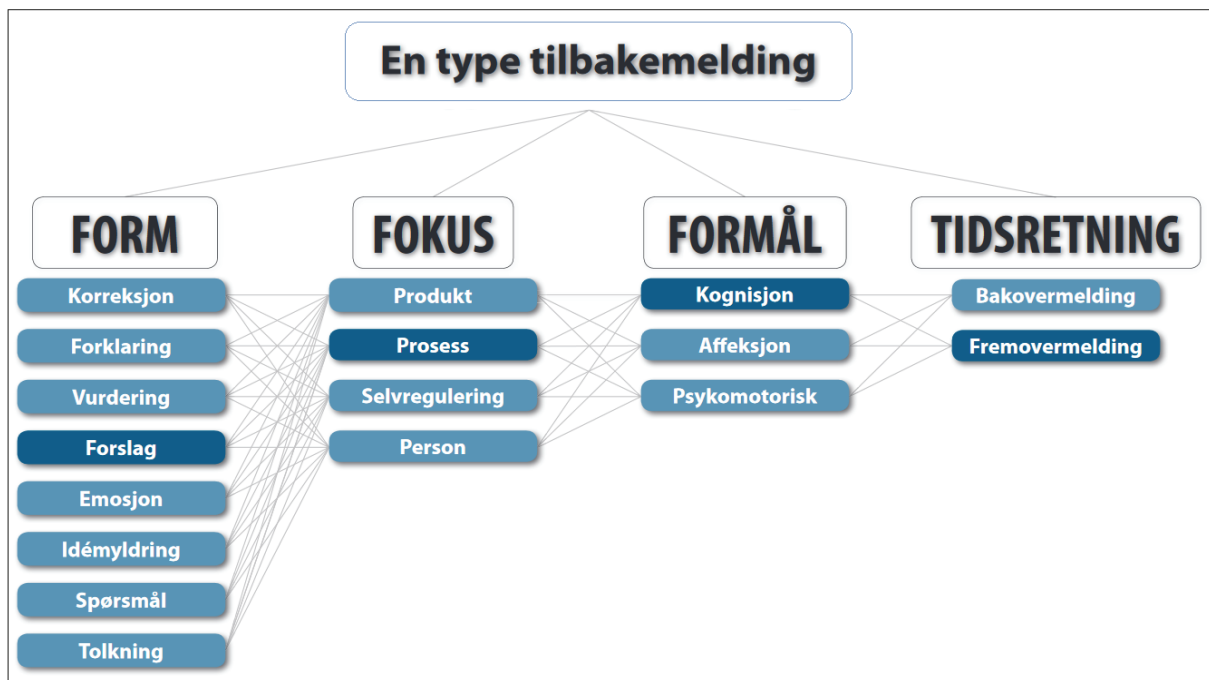 En type tilbakemelding
FORM
Korreksjon
Forklaring
Vurdering
Forslag
Emosjon
Idémyldring
Spørsmål
Tolkning
FOKUS
Produkt
Prosess
Selvregulering
Person
FORMÅL
Kognisjon
Affeksjon
Psykomotorisk
TIDSRETNING
Bakovermelding
Fremovermelding